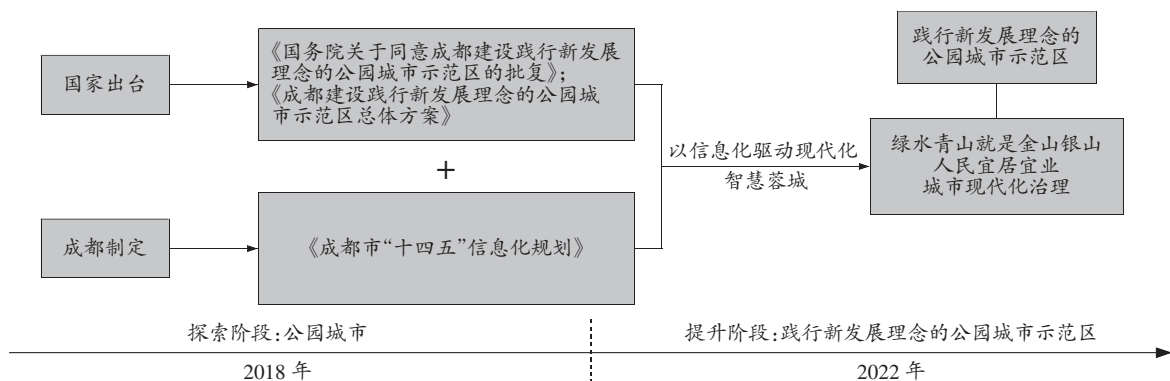 国家出台
《国务院关于同意成都建设践行新发展
理念的公园城市示范区的批复》;
《成都建设践行新发展理念的公园城
市示范区总体方案》
+
成都制定
《成都市“十四五”信息化规划》
以信息化驱动现代化
智慧蓉城
践行新发展理念的
公园城市示范区
绿水青山就是金山银山
人民宜居宜业
城市现代化治理
探索阶段:公园城市
提升阶段:践行新发展理念的公园城市示范区
2018 年
2022 年